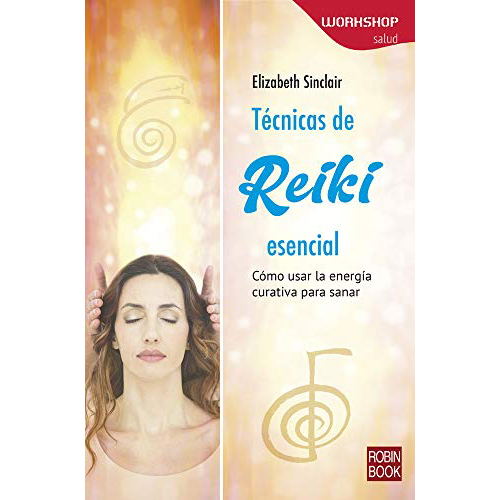 WORKSHOP
salud
Elizabeth Sinclair
Técnicas de
Reiki
esencial
Cómo usar la energía
curativa para sanar
ROBIN
BOOK